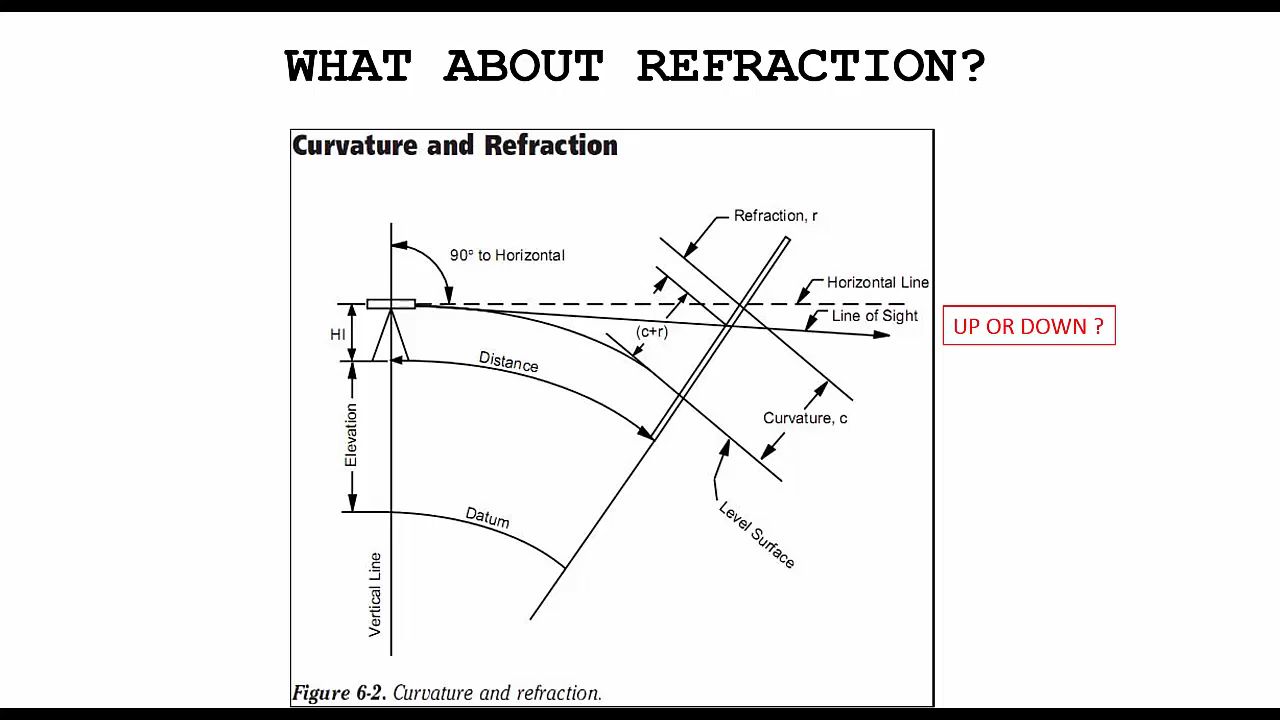 WHAT ABOUT REFRACTION?
Curvature and Refraction
Refraction, r
90° to Horizontal
Horizontal Line
Line of Sight
UP OR DOWN ?
HI
(c+r)
Distance
Elevation
Curvature, c
Datum
Level Surface
Vertical Line
Figure 6-2. Curvature and refraction.